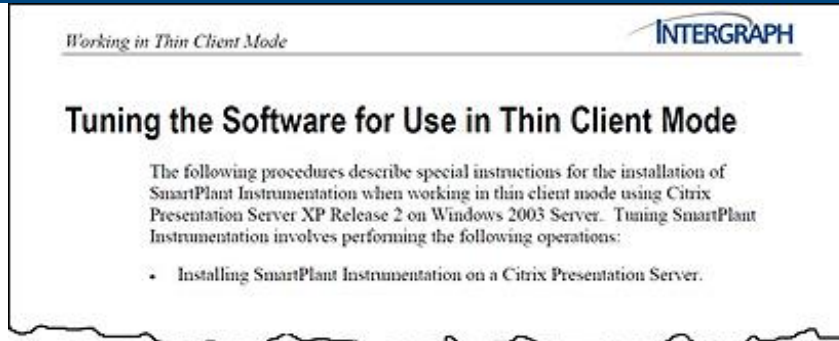 Working in Thin Client Mode
INTERGRAPH
Tuning the Software for Use in Thin Client Mode
The following procedures describe special instructions for the installation of
SmartPlant Instrumentation when working in thin client mode using Citrix
Presentation Server XP Release 2 on Windows 2003 Server. Tuning SmartPlant
Instrumentation involves performing the following operations:
• Installing SmartPlant Instrumentation on a Citrix Presentation Server.